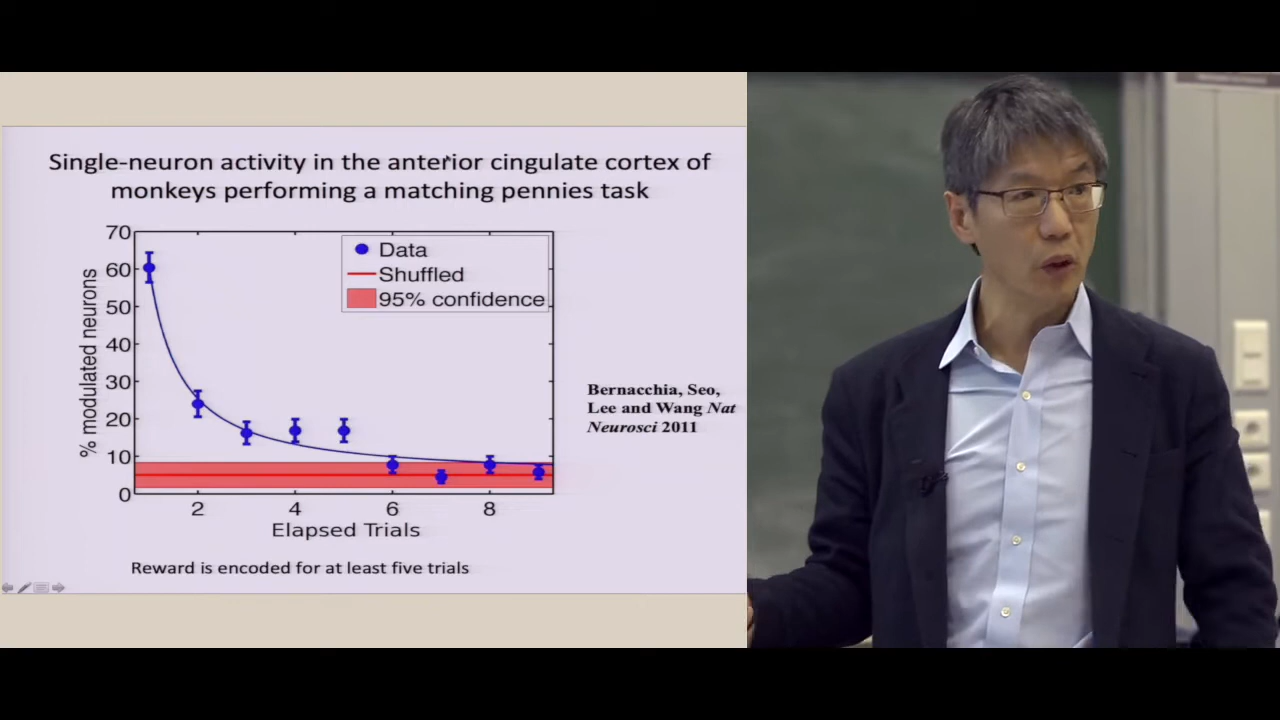 Single-neuron activity in the anterior cingulate cortex of
monkeys performing a matching pennies task
% modulated neurons
70
60
50
40
30
20
10
0
Data
Shuffled
95% confidence
2
4
6
8
Elapsed Trials
Bernacchia, Seo,
Lee and Wang Nat
Neurosci 2011
Reward is encoded for at least five trials